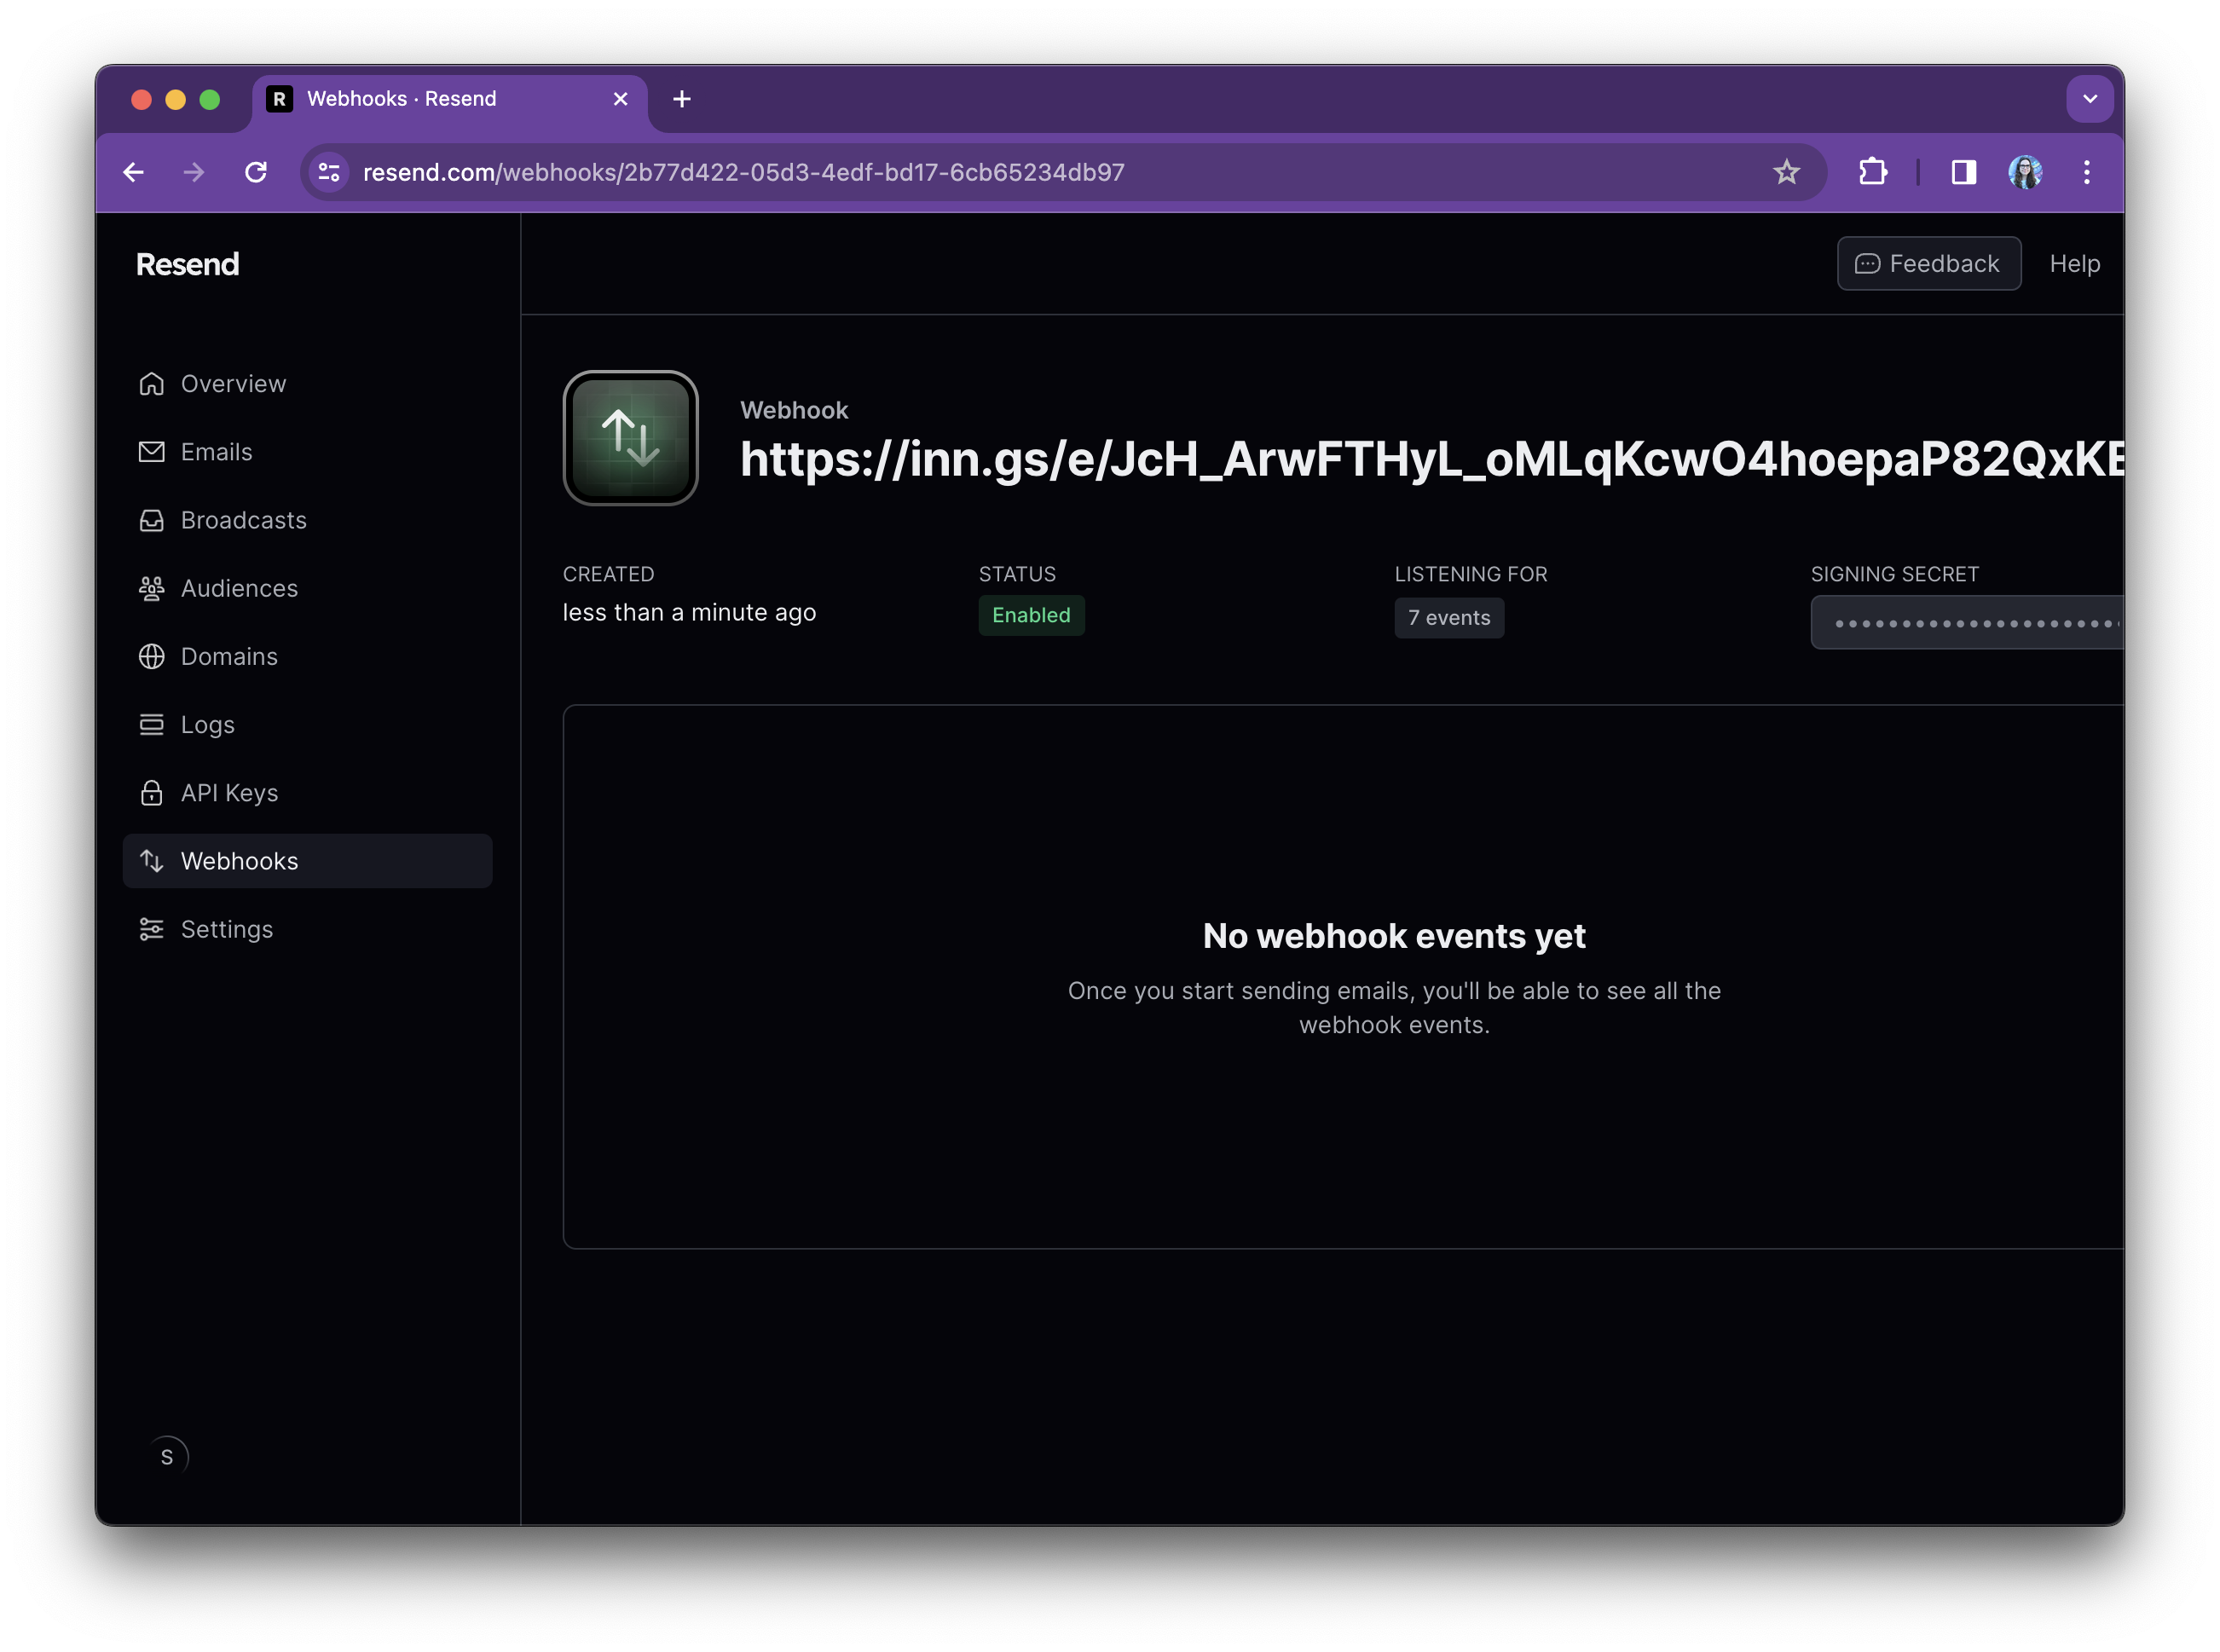 R Webhooks · Resend
resend.com/webhooks/2b77d422-05d3-4edf-bd17-6cb65234db97
Resend
Feedback
Help
Overview
Emails
Broadcasts
Audiences
Domains
Logs
API Keys
Webhooks
Settings
S
Webhook
https://inn.gs/e/JcH_ArwFTHyL_oMLqKcwO4hoepaP82QxKE
CREATED
less than a minute ago
STATUS
Enabled
LISTENING FOR
7 events
SIGNING SECRET
No webhook events yet
Once you start sending emails, you'll be able to see all the
webhook events.